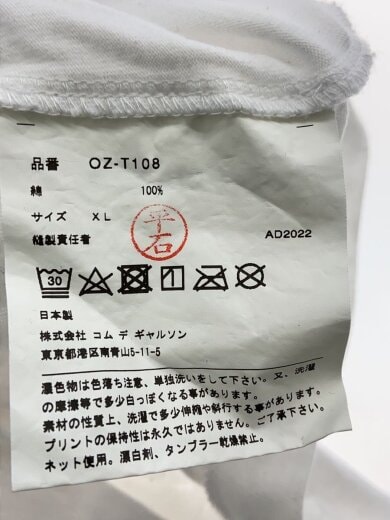 品番 OZ-T108
綿 100%
サイズ XL
平石
縫製責任者
AD2022
30
日本製
株式会社 コム デ ギャルソン
東京都港区南青山5-11-5
濃色物は色落ち注意、単独洗いをして下さい。又、洗濯
の摩擦等で多少白っぽくなる事があります。
素材の性質上、洗濯で多少伸縮や斜行する事があります。
プリントの保持性は永久ではありません。ご了承下さい。
ネット使用。漂白剤、タンブラー乾燥禁止。